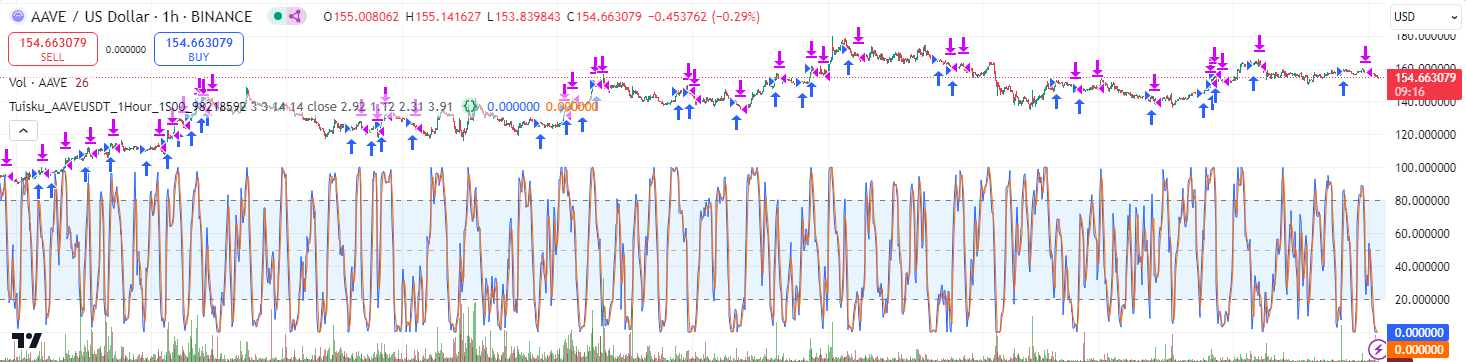 AAVE / US Dollar · 1h · BINANCE O155.008062 H155.141627 L153.839843 C154.663079 −0.453762 (−0.29%)
USD
154.663079 SELL
0.000000
154.663079 BUY
Vol · AAVE 26
Tuisku_AAVEUSDT_1Hour_1S00_98218592 3 3 14 14 close 2.92 1.12 2.31 3.91 {} 0.000000 0.000000
180.000000
160.000000
154.663079
09:16
140.000000
120.000000
100.000000
80.000000
60.000000
40.000000
20.000000
0.000000
0.000000